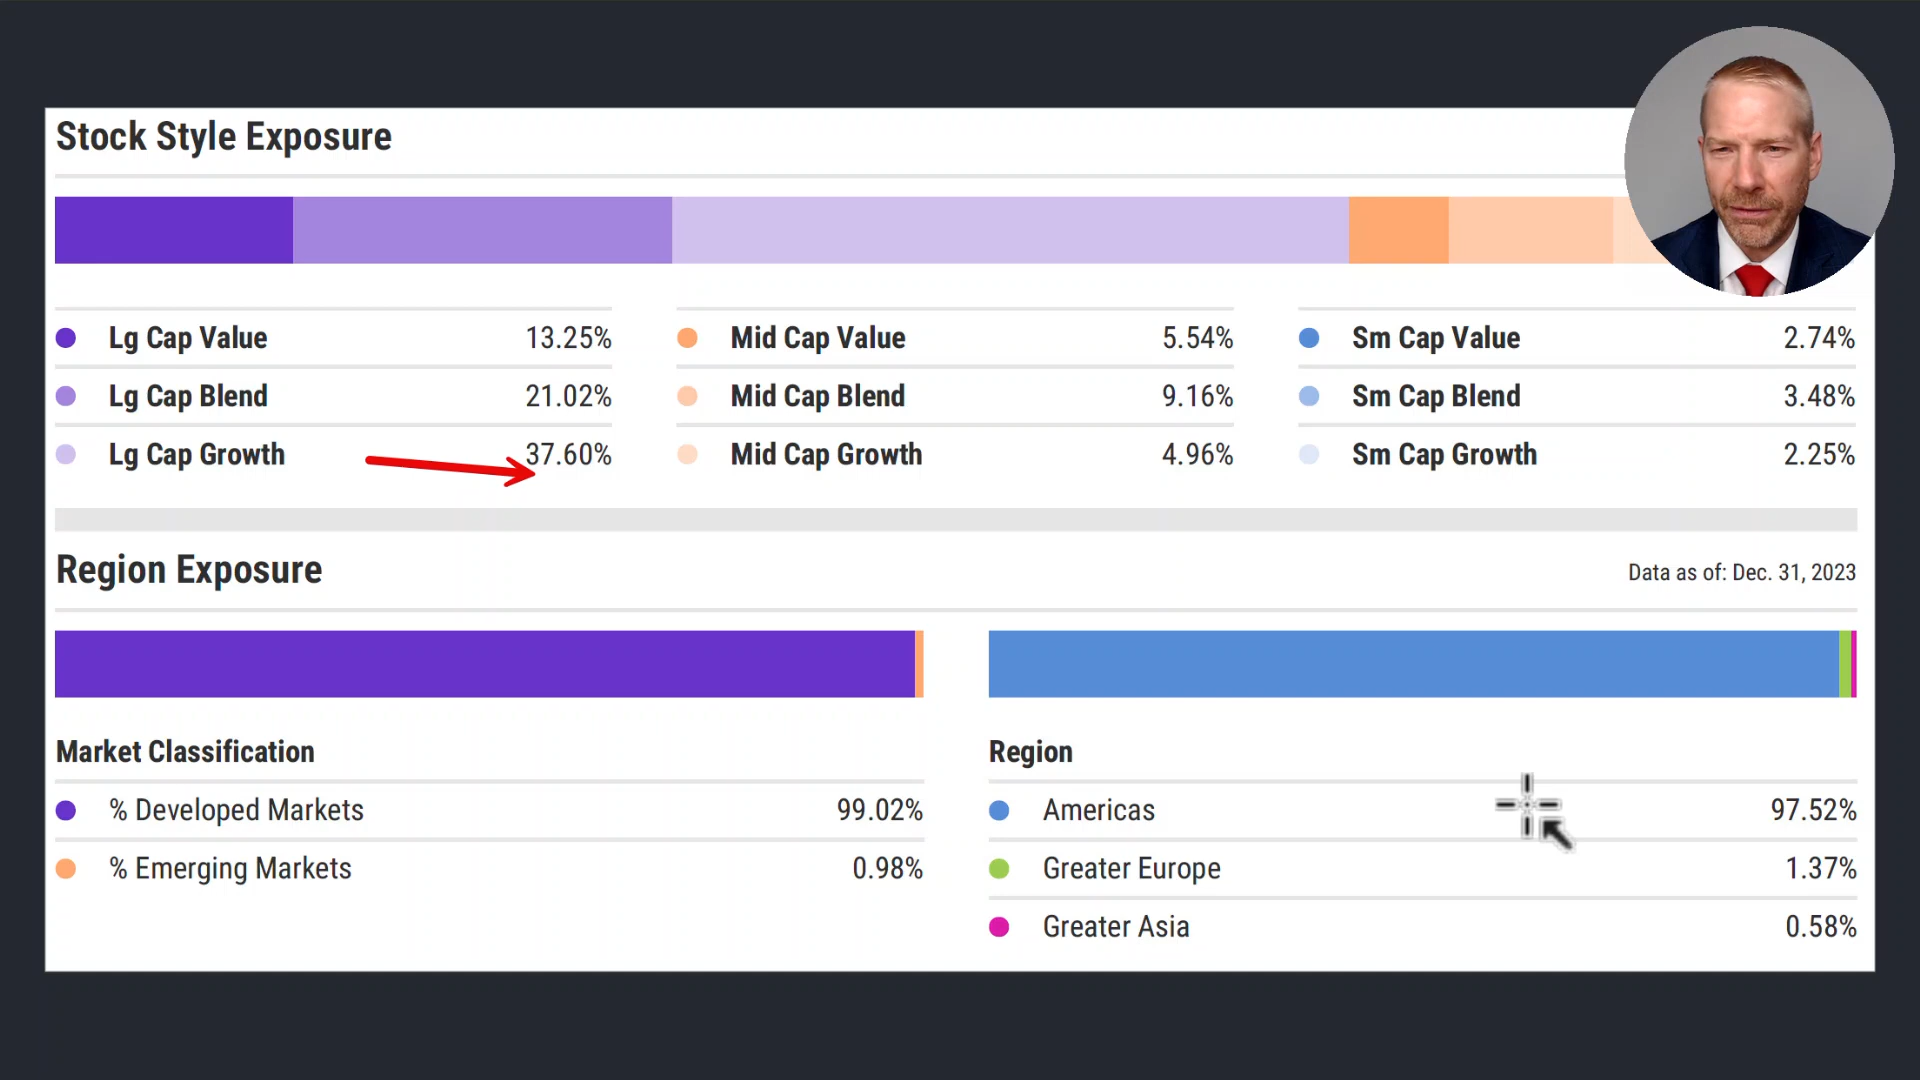 Stock Style Exposure
Lg Cap Value 13.25% Mid Cap Value 5.54% Sm Cap Value 2.74%
Lg Cap Blend 21.02% Mid Cap Blend 9.16% Sm Cap Blend 3.48%
Lg Cap Growth 37.60% Mid Cap Growth 4.96% Sm Cap Growth 2.25%
Region Exposure Data as of: Dec. 31, 2023
Market Classification
% Developed Markets 99.02%
% Emerging Markets 0.98%
Region
Americas 97.52%
Greater Europe 1.37%
Greater Asia 0.58%